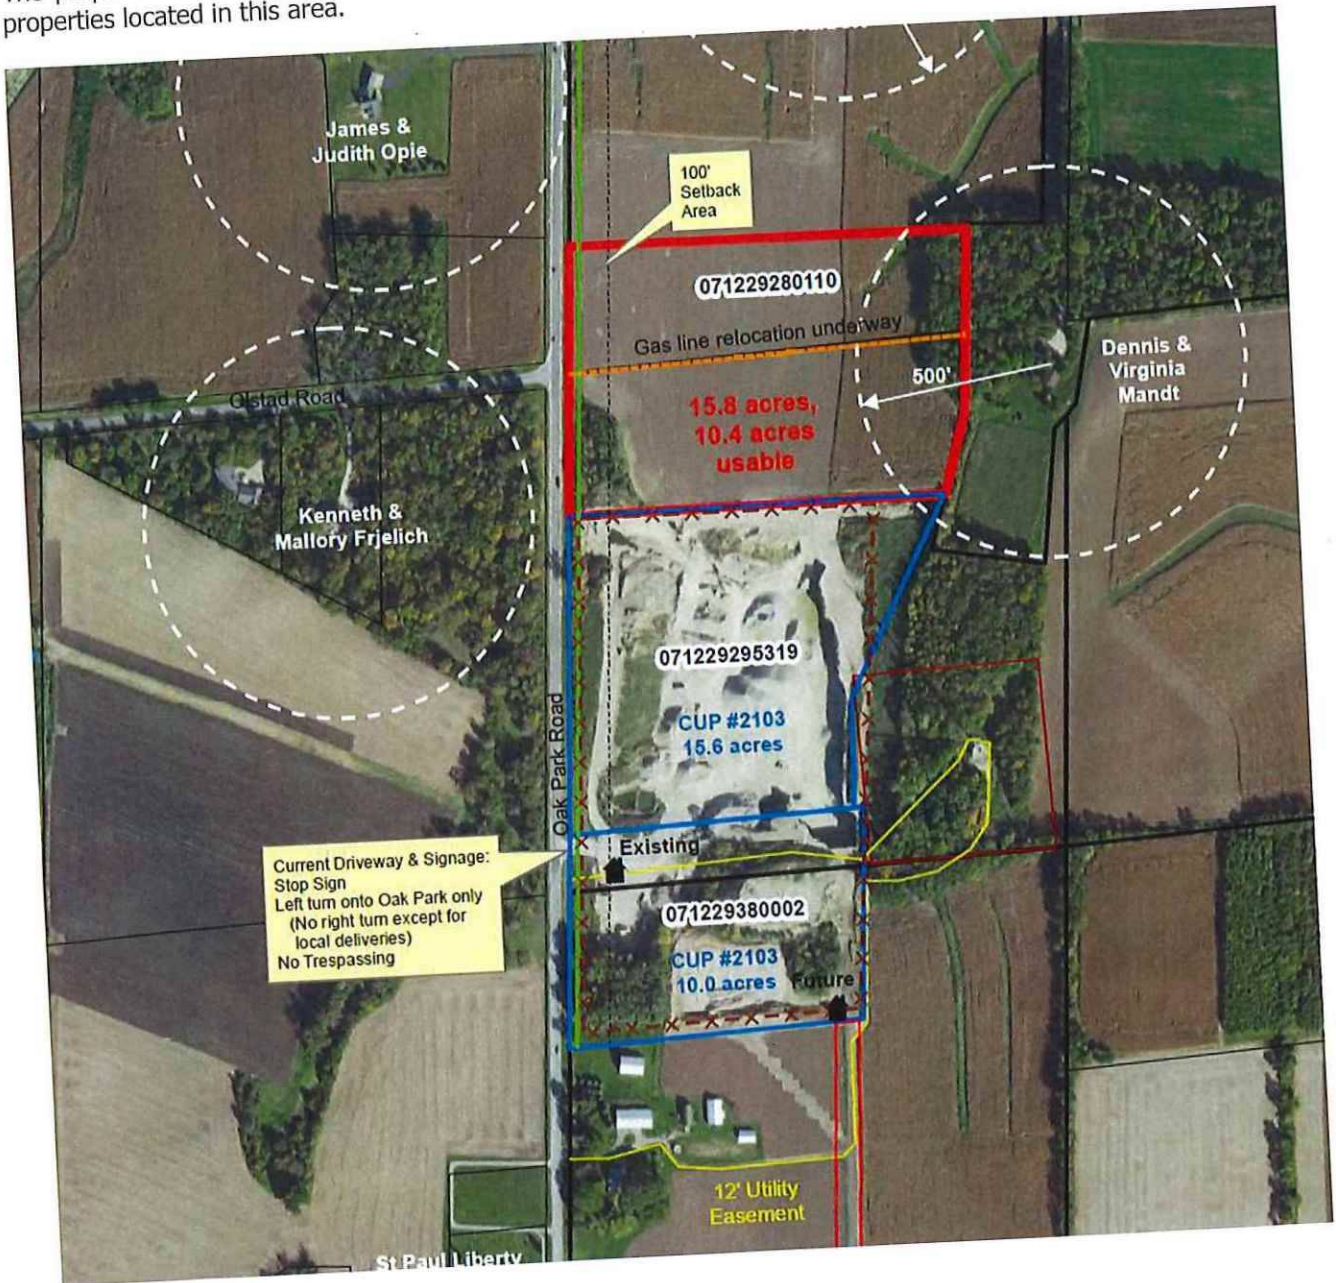 properties located in this area.
James &
Judith Opie
100'
Setback
Area
071229280110
Gas line relocation underway
500'
Dennis &
Virginia
Mandt
15.8 acres,
10.4 acres
usable
Olstad Road
Kenneth &
Mallory Frjelich
071229295319
CUP #2103
15.6 acres
Oak Park Road
Existing
Current Driveway & Signage:
Stop Sign
Left turn onto Oak Park only
(No right turn except for
local deliveries)
No Trespassing
071229380002
CUP #2103
10.0 acres
Future
12' Utility
Easement
St Paul Liberty